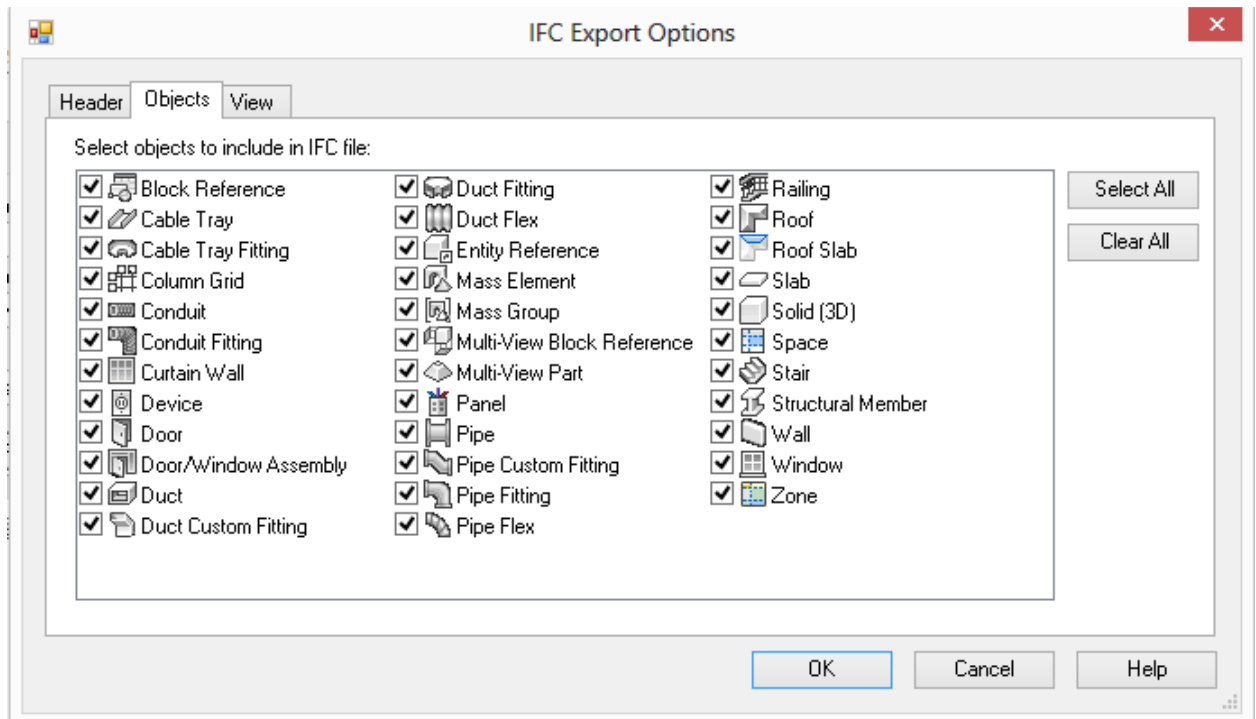 IFC Export Options
Header
Objects
View
Select objects to include in IFC file:
Block Reference
Cable Tray
Cable Tray Fitting
Column Grid
Conduit
Conduit Fitting
Curtain Wall
Device
Door
Door/Window Assembly
Duct
Duct Custom Fitting
Duct Fitting
Duct Flex
Entity Reference
Mass Element
Mass Group
Multi-View Block Reference
Multi-View Part
Panel
Pipe
Pipe Custom Fitting
Pipe Fitting
Pipe Flex
Railing
Roof
Roof Slab
Slab
Solid (3D)
Space
Stair
Structural Member
Wall
Window
Zone
Select All
Clear All
OK
Cancel
Help